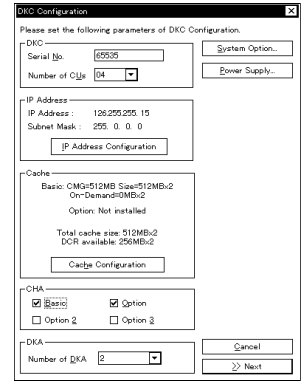 DKC Configuration
Please set the following parameters of DKC Configuration.
DKC
Serial No. 65535
Number of CUs 04
System Option...
Power Supply...
IP Address
IP Address : 126.255.255. 15
Subnet Mask : 255. 0. 0. 0
IP Address Configuration
Cache
Basic: CMG=512MB Size=512MBx2
On-Demand=0MBx2
Option: Not installed
Total cache size: 512MBx2
DCR available: 256MBx2
Cache Configuration
CHA
Basic Option
Option 2 Option 3
DKA
Number of DKA 2
Cancel
>> Next